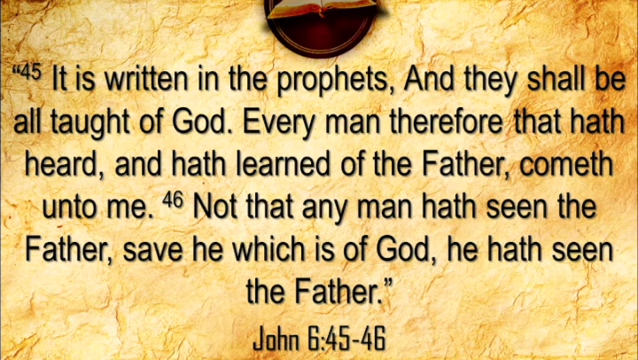 “45 It is written in the prophets, And they shall be
all taught of God. Every man therefore that hath
heard, and hath learned of the Father, cometh
unto me. 46 Not that any man hath seen the
Father, save he which is of God, he hath seen
the Father.”
John 6:45-46